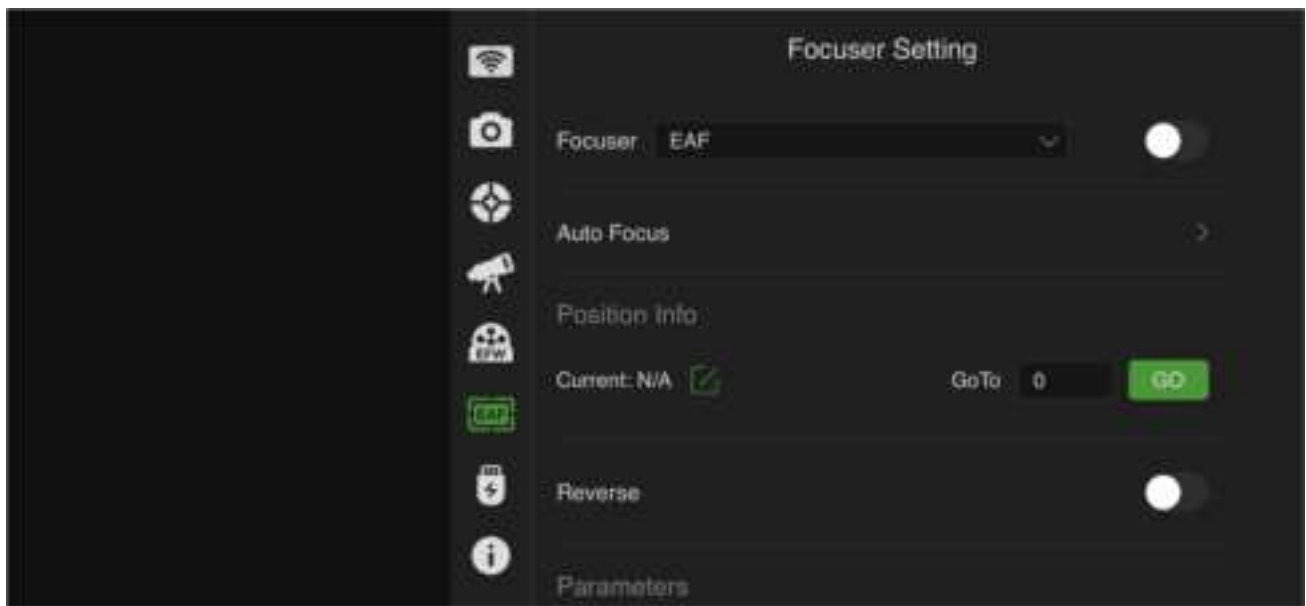 Focuser Setting
Focuser EAF
Auto Focus
Position Info
Current: N/A GoTo 0 GO
EFW
EAF
Reverse
Parameters